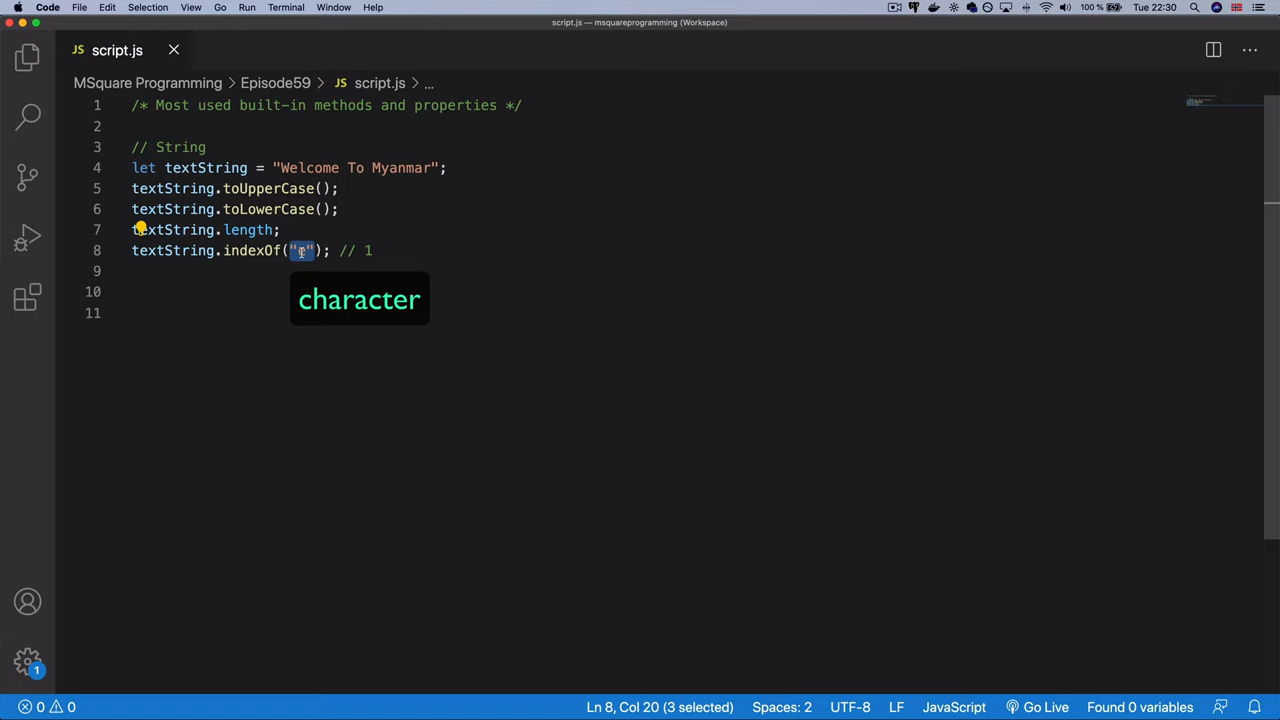 Code File Edit Selection View Go Run Terminal Window Help 100 % Tue 22:30
script.js — msquareprogramming (Workspace)
JS script.js
MSquare Programming > Episode59 > JS script.js > ...
1 /* Most used built-in methods and properties */
2
3 // String
4 let textString = "Welcome To Myanmar";
5 textString.toUpperCase();
6 textString.toLowerCase();
7 textString.length;
8 textString.indexOf("e"); // 1
9
character
10
11
1
0 0 Ln 8, Col 20 (3 selected) Spaces: 2 UTF-8 LF JavaScript Go Live Found 0 variables